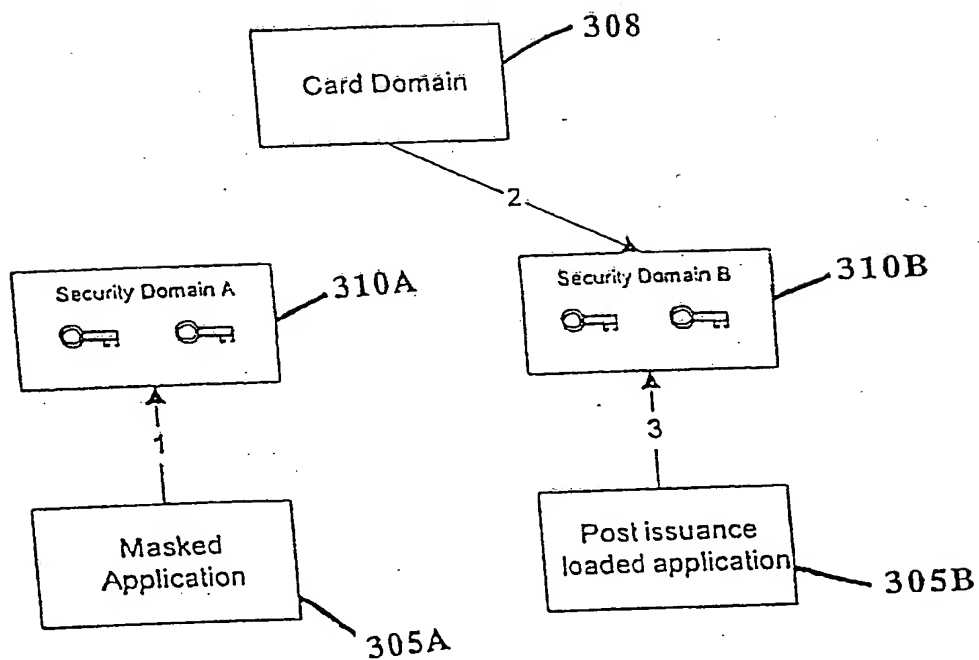 308
Card Domain
2
Security Domain A
310A
Security Domain B
310B
1
3
Masked
Application
305A
Post issuance
loaded application
305B